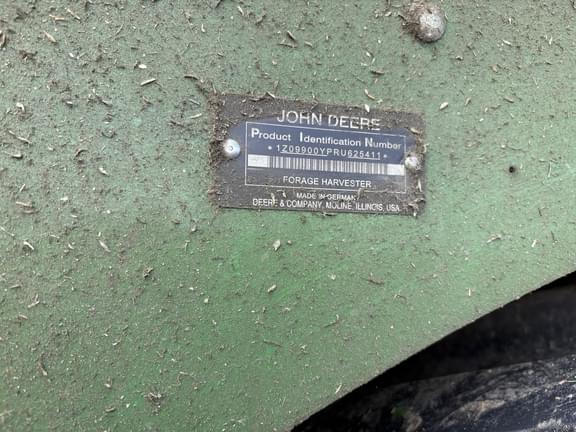 JOHN DEERE
Product Identification Number
*1Z09900YPRU625411*
FORAGE HARVESTER
MADE IN GERMANY
DEERE & COMPANY, MOLINE, ILLINOIS, USA